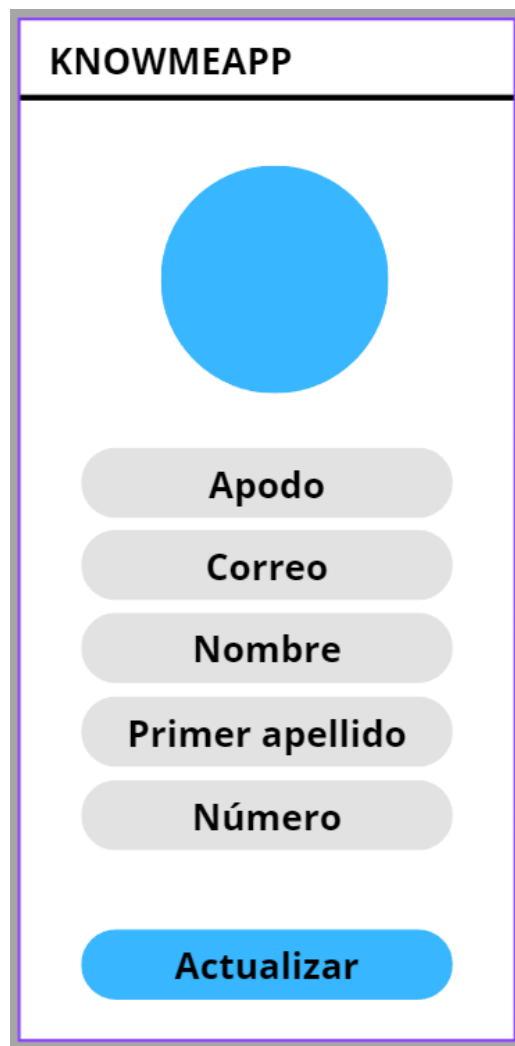 KNOWMEAPP
Apodo
Correo
Nombre
Primer apellido
Número
Actualizar